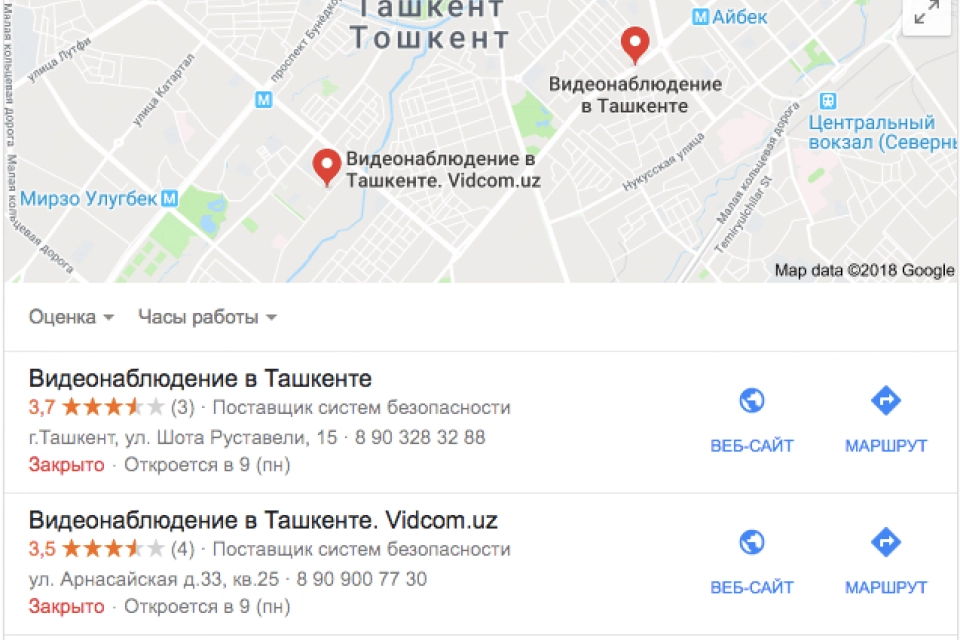 Ташкент
Тошкент
М Айбек
Малая кольцевая дорога
Малая кольцевая дорога
улица Лутфи
улица Катартал
проспект Бунёдко
М
Видеонаблюдение
в Ташкенте
Центральный
вокзал (Северны
Видеонаблюдение в
Ташкенте. Vidcom.uz
Нукусская улица
Малая кольцевая дорога
Temiryulchilar St
Мирзо Улугбек М
Map data ©2018 Google
Оценка
Часы работы
Видеонаблюдение в Ташкенте
3,7 (3) · Поставщик систем безопасности
г.Ташкент, ул. Шота Руставели, 15 · 8 90 328 32 88
Закрыто · Откроется в 9 (пн)
ВЕБ-САЙТ
МАРШРУТ
Видеонаблюдение в Ташкенте. Vidcom.uz
3,5 (4) · Поставщик систем безопасности
ул. Арнасайская д.33, кв.25 · 8 90 900 77 30
Закрыто · Откроется в 9 (пн)
ВЕБ-САЙТ
МАРШРУТ